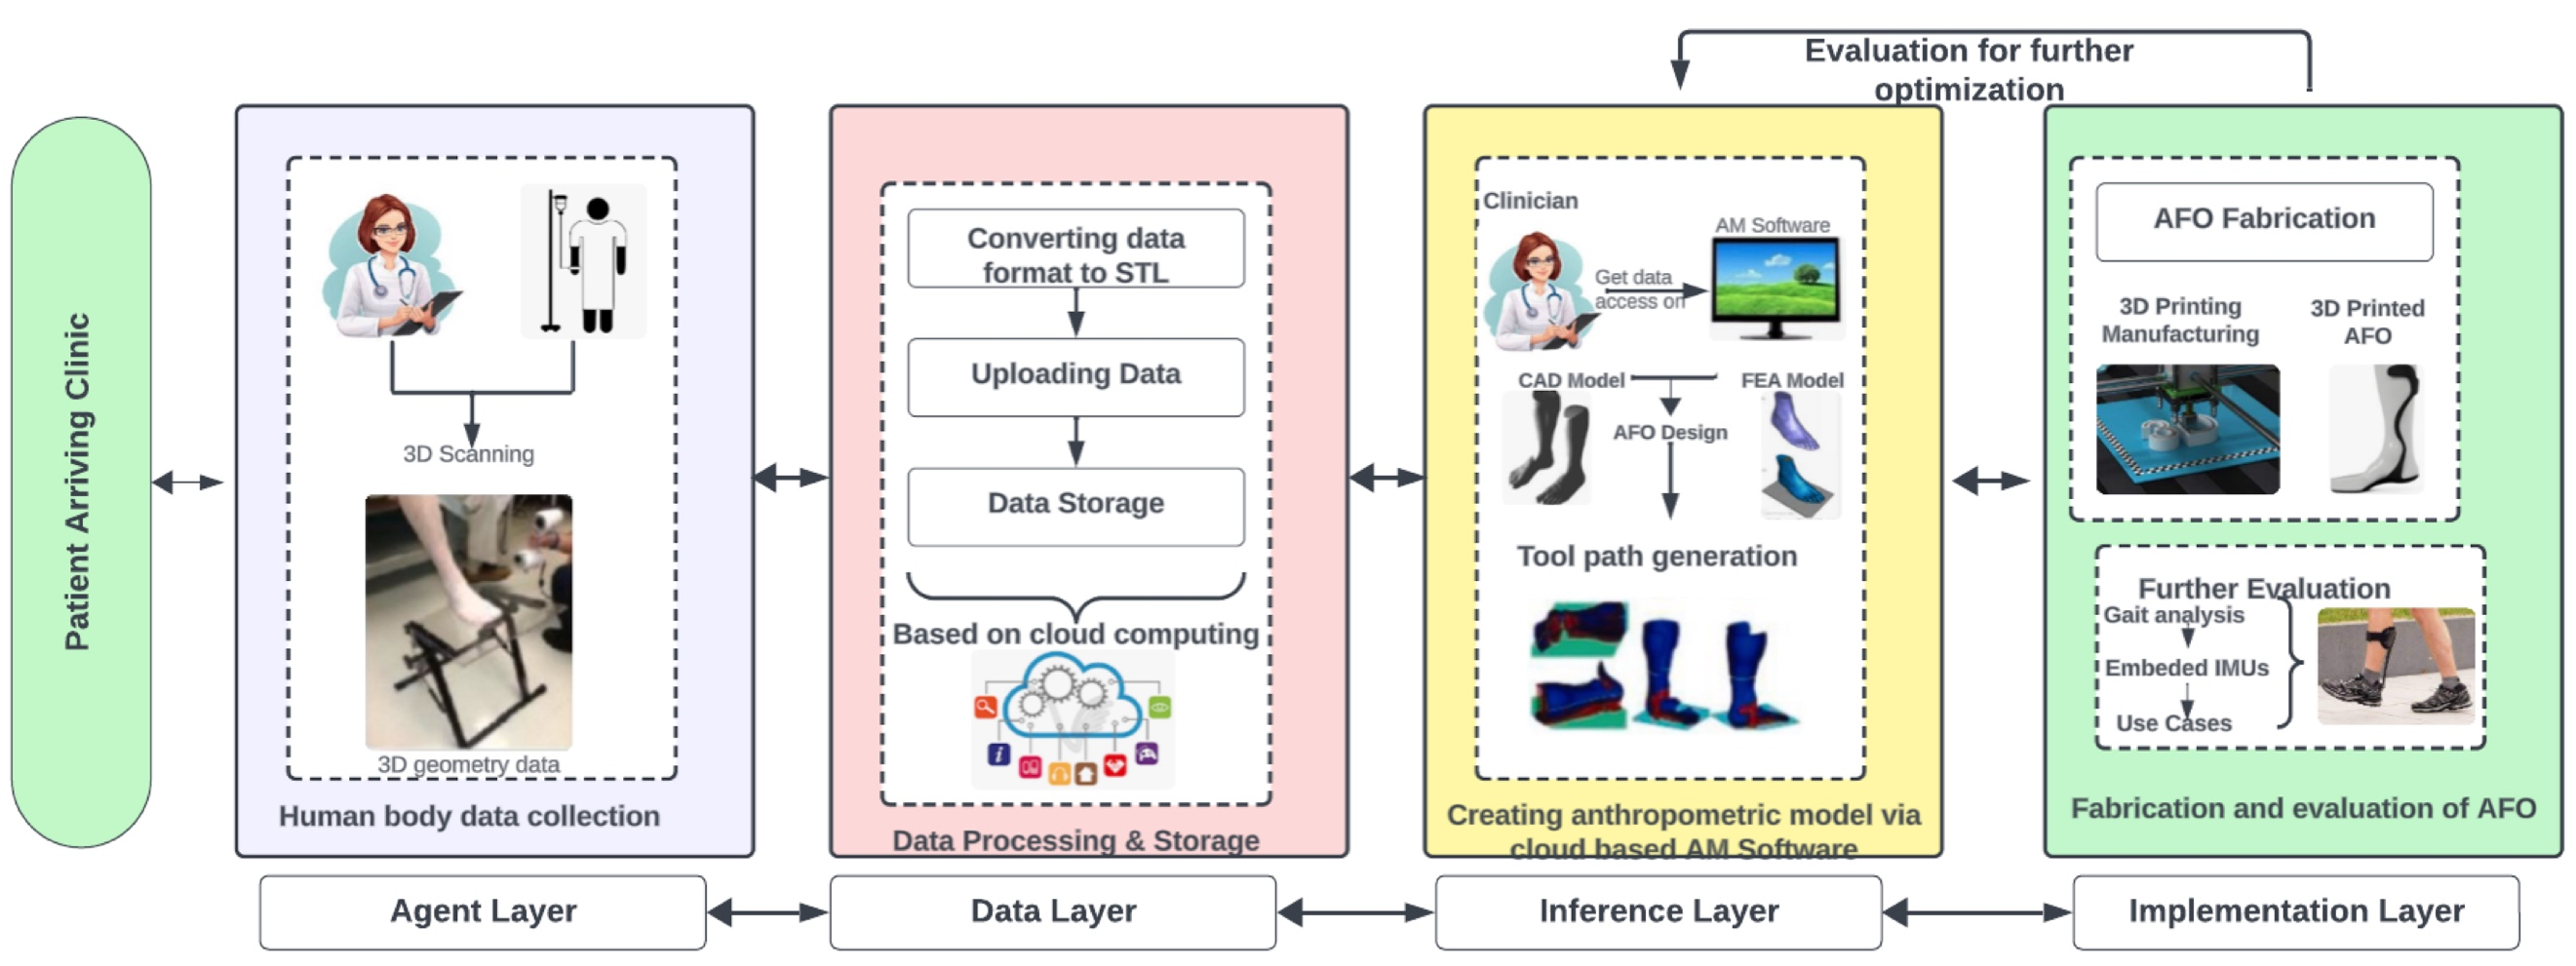 Patient Arriving Clinic
3D Scanning
3D geometry data
Human body data collection
Converting data
format to STL
Uploading Data
Data Storage
Based on cloud computing
i
Data Processing & Storage
Evaluation for further
optimization
Clinician
AM Software
Get data
access on
CAD Model
FEA Model
AFO Design
Tool path generation
Creating anthropometric model via
cloud based AM Software
AFO Fabrication
3D Printing
Manufacturing
3D Printed
AFO
Further Evaluation
Gait analysis
Embeded IMUs
Use Cases
Fabrication and evaluation of AFO
Agent Layer
Data Layer
Inference Layer
Implementation Layer